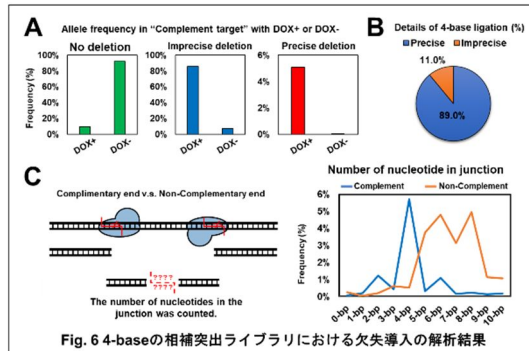 A
Allele frequency in "Complement target" with DOX+ or DOX-
No deletion
Imprecise deletion
Precise deletion
Frequency (%)
100%
80%
60%
40%
20%
0%
DOX+
DOX-
100%
80%
60%
40%
20%
0%
DOX+
DOX-
6%
4%
2%
0%
DOX+
DOX-
B
Details of 4-base ligation
Precise
Imprecise
11.0%
89.0%
C
Complimentary end v.s. Non-Complementary end
????
????
The number of nucleotides in the
junction was counted.
Number of nucleotide in junction
Complement
Non-Complement
Frequency (%)
6%
5%
4%
3%
2%
1%
0%
0-bp
1-bp
2-bp
3-bp
4-bp
5-bp
6-bp
7-bp
8-bp
9-bp
10-bp
Fig. 6 4-baseの相補突出ライブラリにおける欠失導入の解析結果